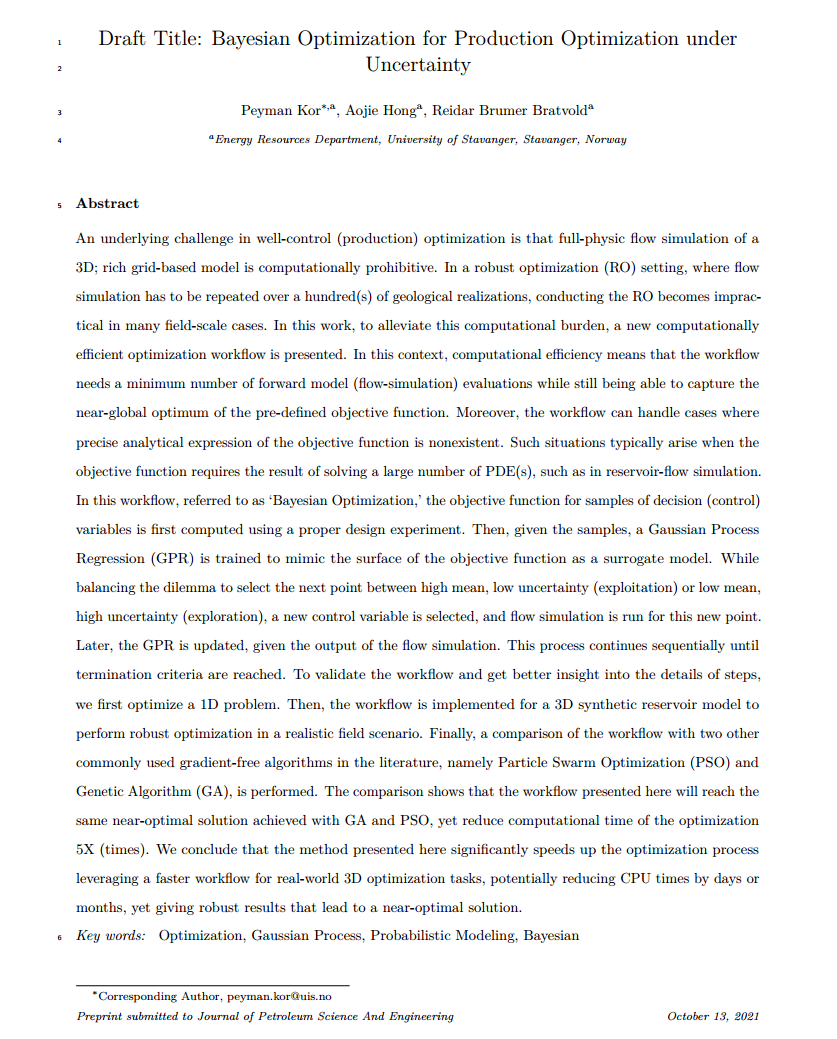 1 Draft Title: Bayesian Optimization for Production Optimization under
2 Uncertainty
3 Peyman Kor*,a, Aojie Honga, Reidar Brumer Bratvolda
4 aEnergy Resources Department, University of Stavanger, Stavanger, Norway
5 Abstract
An underlying challenge in well-control (production) optimization is that full-physic flow simulation of a
3D; rich grid-based model is computationally prohibitive. In a robust optimization (RO) setting, where flow
simulation has to be repeated over a hundred(s) of geological realizations, conducting the RO becomes imprac-
tical in many field-scale cases. In this work, to alleviate this computational burden, a new computationally
efficient optimization workflow is presented. In this context, computational efficiency means that the workflow
needs a minimum number of forward model (flow-simulation) evaluations while still being able to capture the
near-global optimum of the pre-defined objective function. Moreover, the workflow can handle cases where
precise analytical expression of the objective function is nonexistent. Such situations typically arise when the
objective function requires the result of solving a large number of PDE(s), such as in reservoir-flow simulation.
In this workflow, referred to as ‘Bayesian Optimization,’ the objective function for samples of decision (control)
variables is first computed using a proper design experiment. Then, given the samples, a Gaussian Process
Regression (GPR) is trained to mimic the surface of the objective function as a surrogate model. While
balancing the dilemma to select the next point between high mean, low uncertainty (exploitation) or low mean,
high uncertainty (exploration), a new control variable is selected, and flow simulation is run for this new point.
Later, the GPR is updated, given the output of the flow simulation. This process continues sequentially until
termination criteria are reached. To validate the workflow and get better insight into the details of steps,
we first optimize a 1D problem. Then, the workflow is implemented for a 3D synthetic reservoir model to
perform robust optimization in a realistic field scenario. Finally, a comparison of the workflow with two other
commonly used gradient-free algorithms in the literature, namely Particle Swarm Optimization (PSO) and
Genetic Algorithm (GA), is performed. The comparison shows that the workflow presented here will reach the
same near-optimal solution achieved with GA and PSO, yet reduce computational time of the optimization
5X (times). We conclude that the method presented here significantly speeds up the optimization process
leveraging a faster workflow for real-world 3D optimization tasks, potentially reducing CPU times by days or
months, yet giving robust results that lead to a near-optimal solution.
6 Key words: Optimization, Gaussian Process, Probabilistic Modeling, Bayesian
*Corresponding Author, peyman.kor@uis.no
Preprint submitted to Journal of Petroleum Science And Engineering October 13, 2021